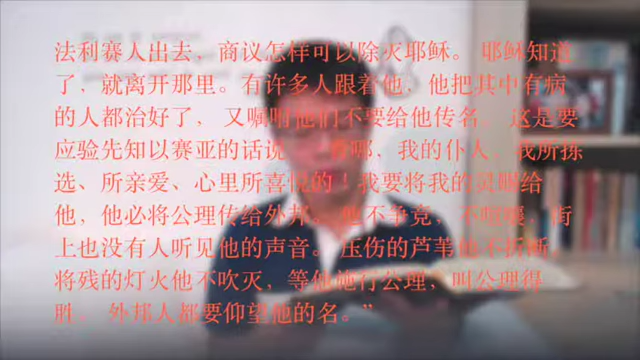 法利赛人出去，商议怎样可以除灭耶稣。 耶稣知道
了，就离开那里。有许多人跟着他，他把其中有病
的人都治好了， 又嘱咐他们不要给他传名。 这是要
应验先知以赛亚的话说：“看哪，我的仆人，我所拣
选、所亲爱、心里所喜悦的！我要将我的灵赐给
他，他必将公理传给外邦。他不争竞，不喧嚷，街
上也没有人听见他的声音。 压伤的芦苇他不折断，
将残的灯火他不吹灭，等他施行公理，叫公理得
胜。 外邦人都要仰望他的名。”